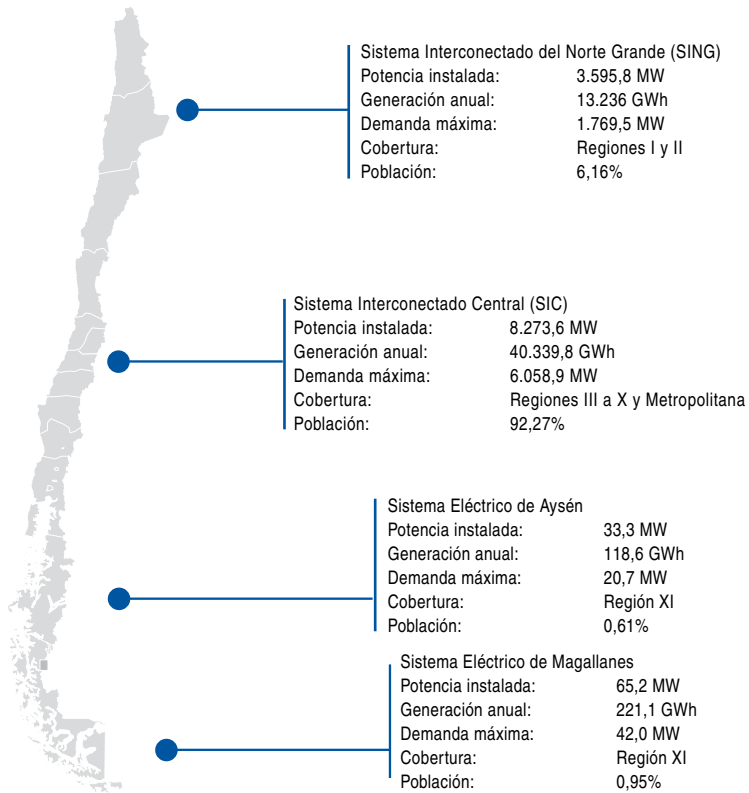 Sistema Interconectado del Norte Grande (SING)
Potencia instalada: 3.595,8 MW
Generación anual: 13.236 GWh
Demanda máxima: 1.769,5 MW
Cobertura: Regiones I y II
Población: 6,16%
Sistema Interconectado Central (SIC)
Potencia instalada: 8.273,6 MW
Generación anual: 40.339,8 GWh
Demanda máxima: 6.058,9 MW
Cobertura: Regiones III a X y Metropolitana
Población: 92,27%
Sistema Eléctrico de Aysén
Potencia instalada: 33,3 MW
Generación anual: 118,6 GWh
Demanda máxima: 20,7 MW
Cobertura: Región XI
Población: 0,61%
Sistema Eléctrico de Magallanes
Potencia instalada: 65,2 MW
Generación anual: 221,1 GWh
Demanda máxima: 42,0 MW
Cobertura: Región XI
Población: 0,95%